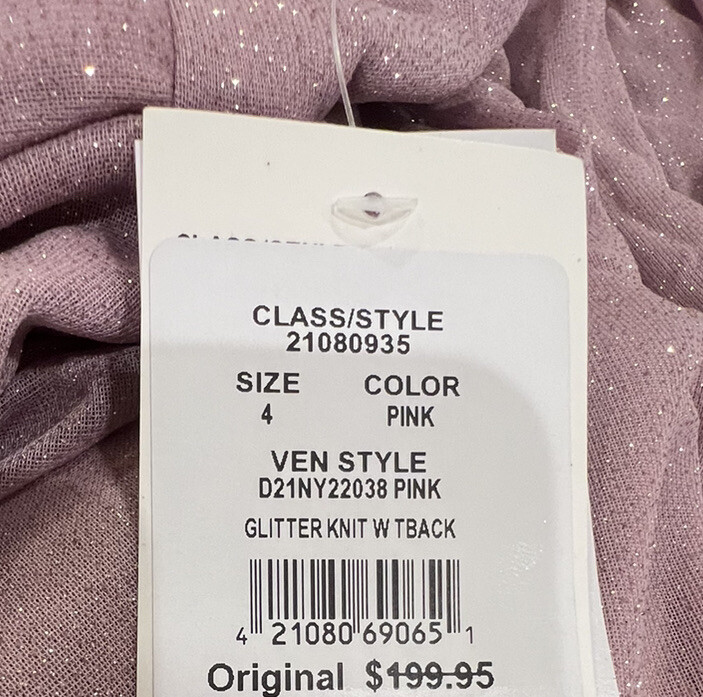 CLASS/STYLE
21080935
SIZE COLOR
4 PINK
VEN STYLE
D21NY22038 PINK
GLITTER KNIT W TBACK
4 21080 69065 1
Original $199.95